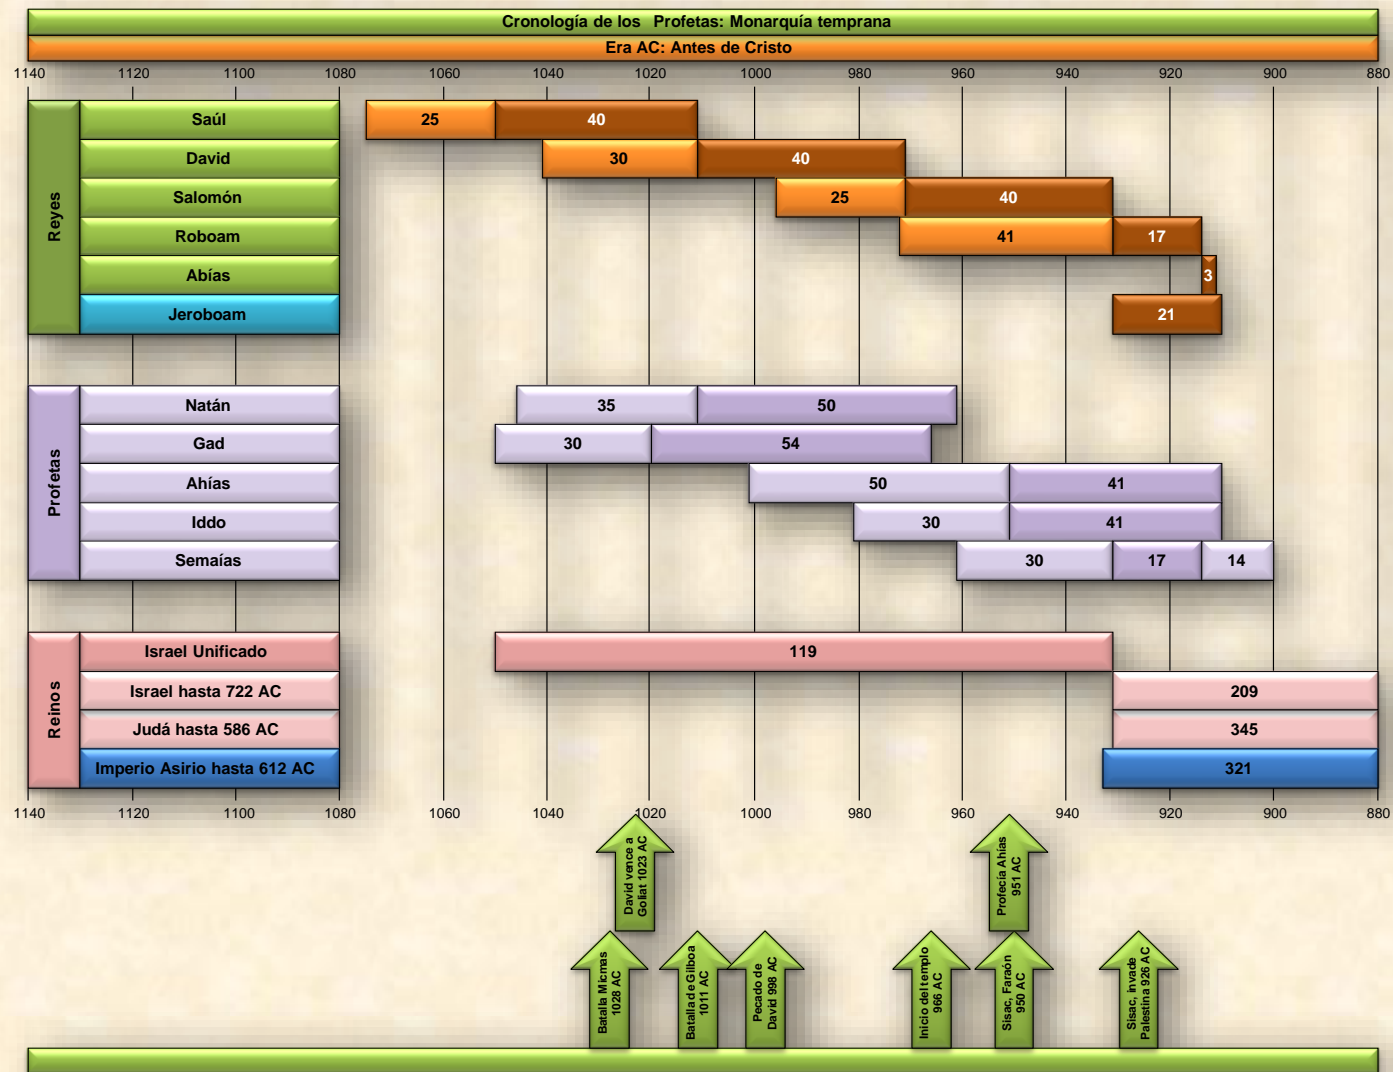 Cronología de los Profetas: Monarquía temprana
Era AC: Antes de Cristo
1140 1120 1100 1080 1060 1040 1020 1000 980 960 940 920 900 880
Reyes
Saúl 25 40
David 30 40
Salomón 25 40
Roboam 41 17
Abías 3
Jeroboam 21
Profetas
Natán 35 50
Gad 30 54
Ahías 50 41
Iddo 30 41
Semaías 30 17 14
Reinos
Israel Unificado 119
Israel hasta 722 AC 209
Judá hasta 586 AC 345
Imperio Asirio hasta 612 AC 321
1140 1120 1100 1080 1060 1040 1020 1000 980 960 940 920 900 880
David vence a
Goliat 1023 AC
Profecia Ahías
951 AC
Batalla Micmas
1028 AC
Batalla de Gilboa
1011 AC
Pecado de
David 998 AC
Inicio del templo
966 AC
Sisac, Faraón
950 AC
Sisac, invade
Palestina 926 AC